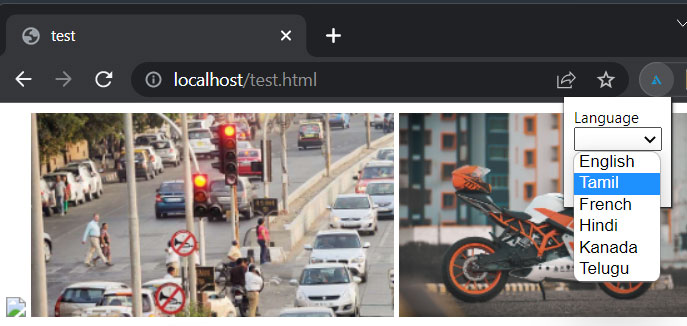 test
localhost/test.html
Language
English
Tamil
French
Hindi
Kanada
Telugu